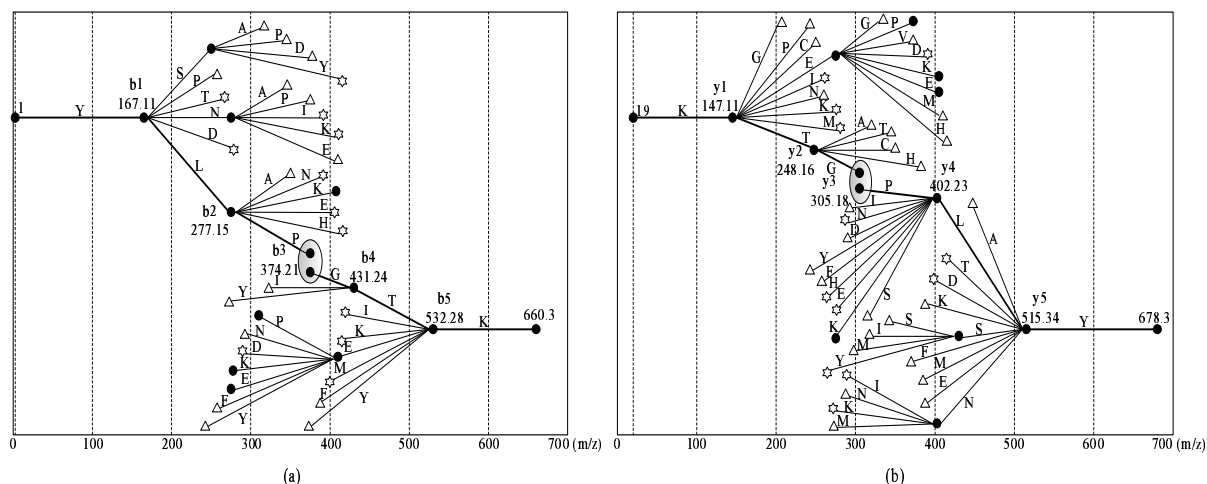 A
P
D
S
Y
b1
P
A
167.11
T
P
1
Y
N
I
K
D
E
L
A
N
K
b2
E
277.15
H
P
b3
b4
374.21
G
431.24
I
T
b5
Y
I
532.28
K
660.3
P
K
N
E
D
M
K
E
F
F
Y
Y
0 100 200 300 400 500 600 700 (m/z)
(a)
G
P
G
P
C
V
D
G
E
K
y1
I
E
147.11
N
M
19
K
K
H
M
A
T
T
C
y2
H
248.16
G
y4
y3
P
402.23
305.18
I
N
L
A
D
Y
F
T
H
D
E
K
S
y5
S
515.34
Y
678.3
K
I
S
M
F
Y
M
I
E
N
N
K
M
0 100 200 300 400 500 600 700 (m/z)
(b)